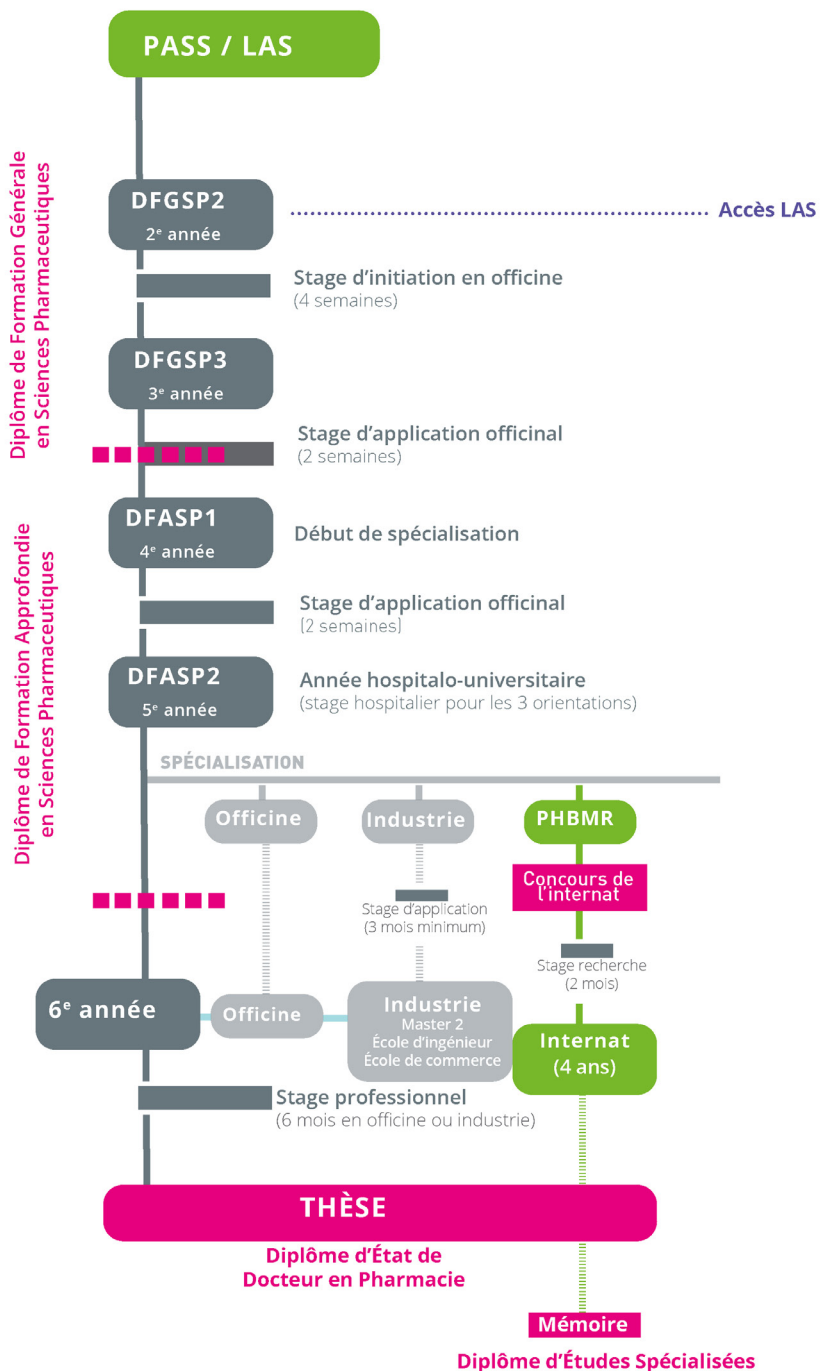 PASS / LAS
Diplôme de Formation Générale
en Sciences Pharmaceutiques
DFGSP2
2e année
Accès LAS
Stage d'initiation en officine
(4 semaines)
DFGSP3
3e année
Stage d'application officinal
(2 semaines)
Diplôme de Formation Approfondie
en Sciences Pharmaceutiques
DFASP1
4e année
Début de spécialisation
Stage d'application officinal
(2 semaines)
DFASP2
5e année
Année hospitalo-universitaire
(stage hospitalier pour les 3 orientations)
SPÉCIALISATION
Officine
Industrie
PHBMR
Concours de
l'internat
Stage d'application
(3 mois minimum)
Stage recherche
(2 mois)
6e année
Officine
Industrie
Master 2
École d'ingénieur
École de commerce
Internat
(4 ans)
Stage professionnel
(6 mois en officine ou industrie)
THÈSE
Diplôme d'État de
Docteur en Pharmacie
Mémoire
Diplôme d'Études Spécialisées